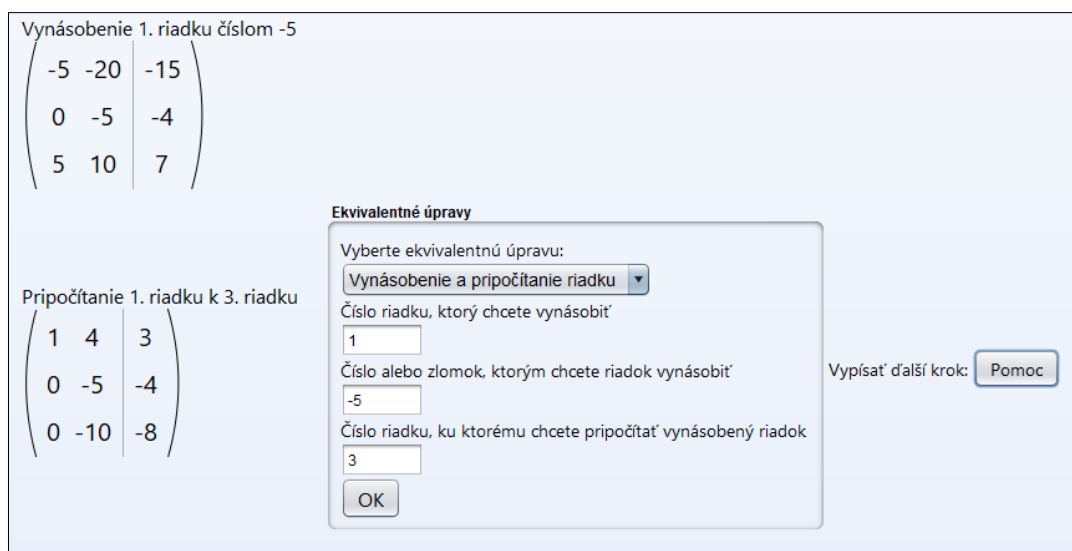 Vynásobenie 1. riadku číslom -5
-5 -20 -15
0 -5 -4
5 10 7
Pripočítanie 1. riadku k 3. riadku
1 4 3
0 -5 -4
0 -10 -8
Ekvivalentné úpravy
Vyberte ekvivalentnú úpravu:
Vynásobenie a pripočítanie riadku
Číslo riadku, ktorý chcete vynásobiť
1
Číslo alebo zlomok, ktorým chcete riadok vynásobiť
-5
Číslo riadku, ku ktorému chcete pripočítať vynásobený riadok
3
OK
Vypísať ďalší krok: Pomoc